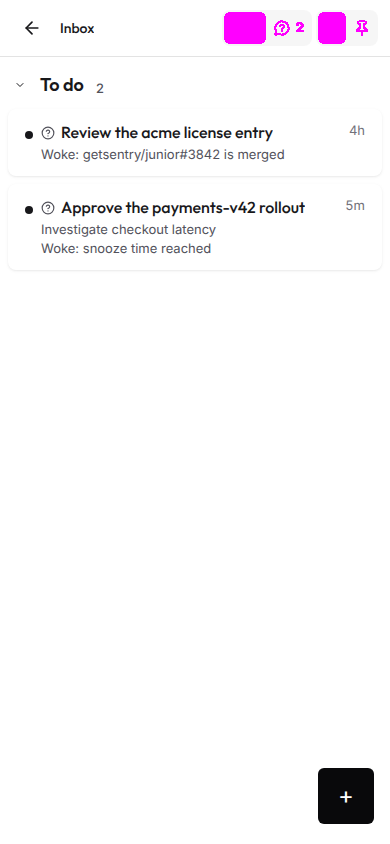 Inbox
2
To do 2
Review the acme license entry 4h
Woke: getsentry/junior#3842 is merged
Approve the payments-v42 rollout 5m
Investigate checkout latency
Woke: snooze time reached
+